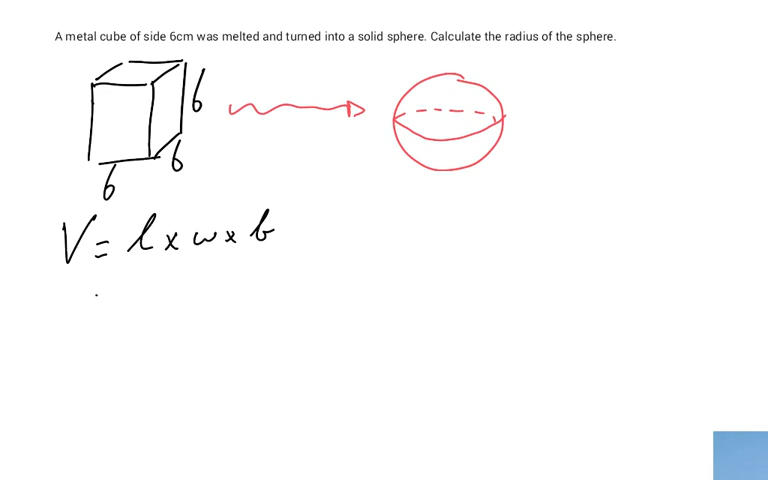 A metal cube of side 6cm was melted and turned into a solid sphere. Calculate the radius of the sphere.
6
6
6
V = l x w x b